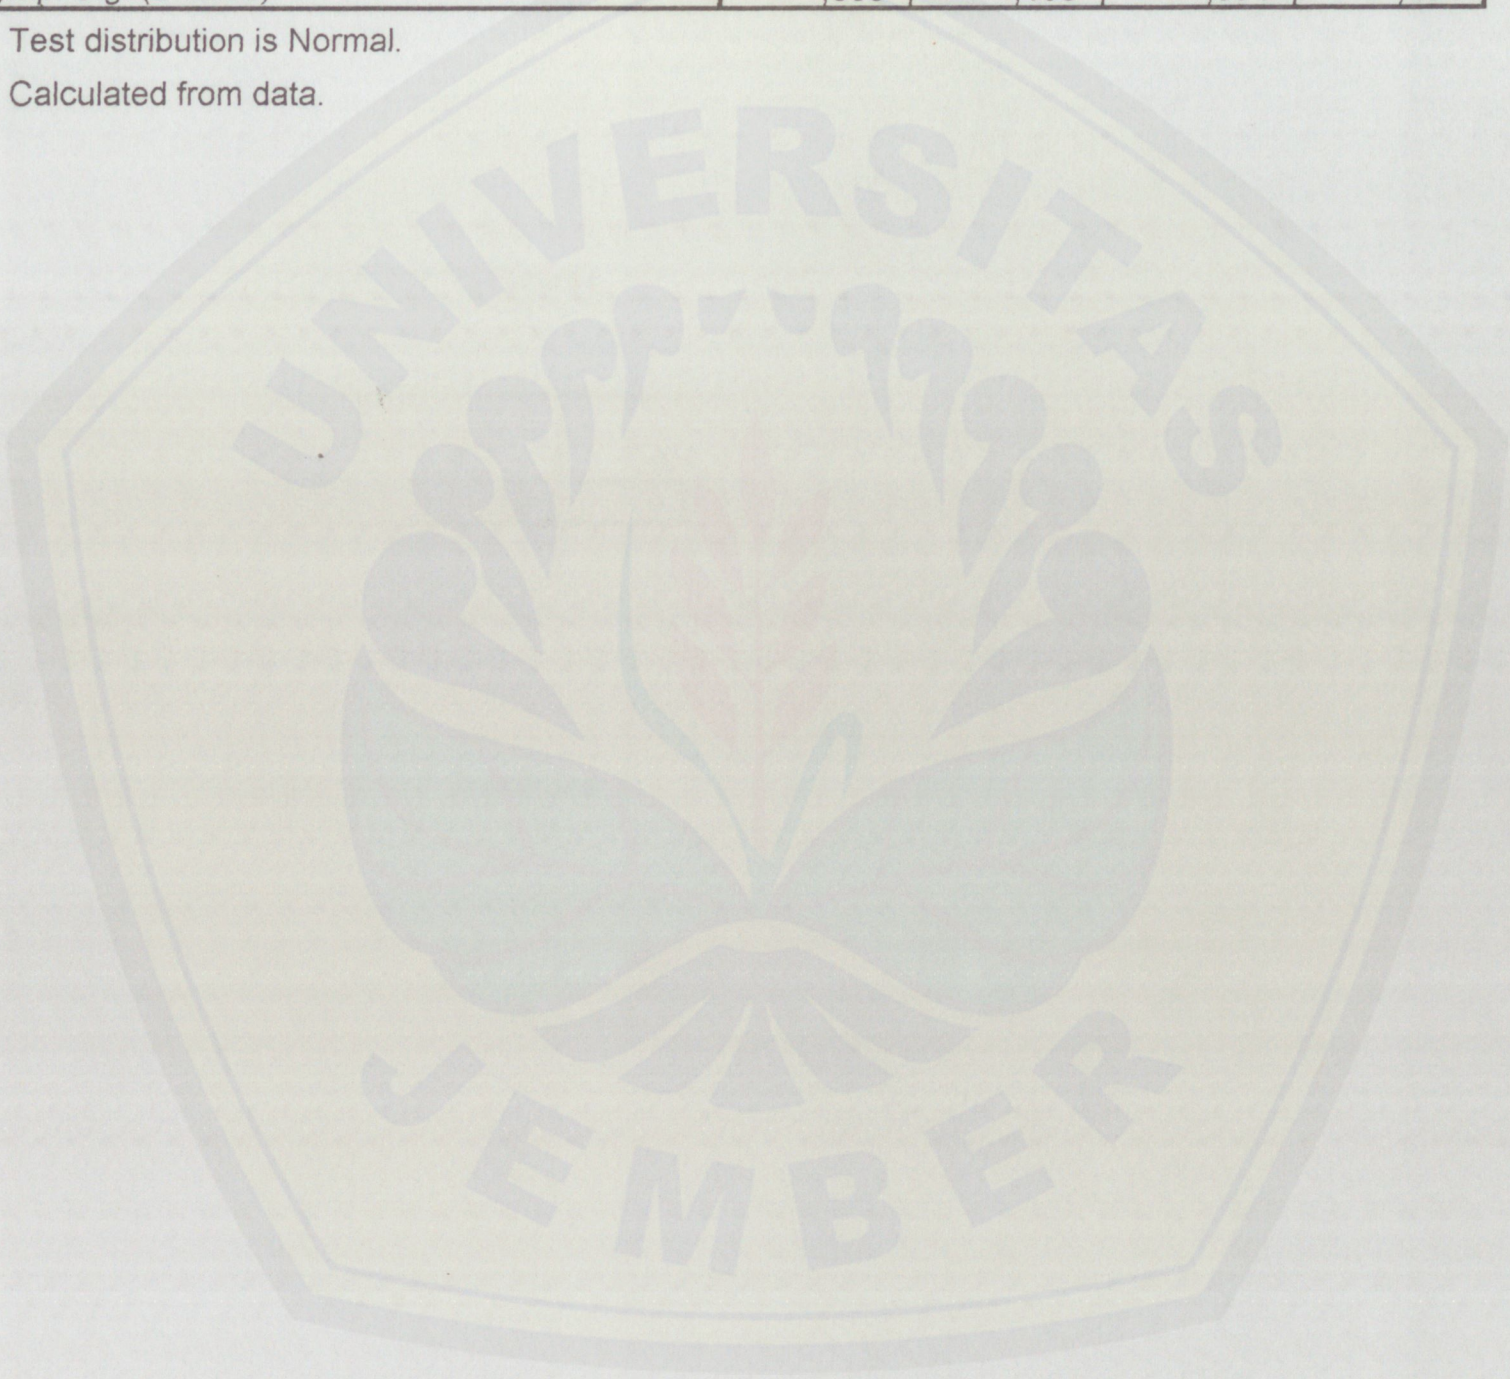 Test distribution is Normal.
Calculated from data.
UNIVERSITAS
JEMBER